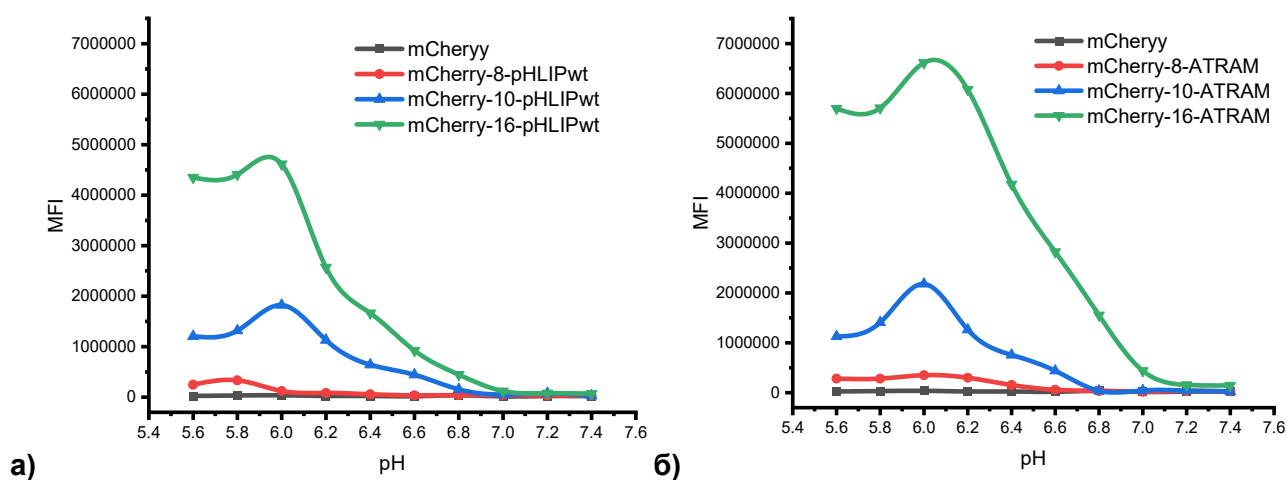 7000000
6000000
5000000
4000000
3000000
2000000
1000000
0
MFI
5.4 5.6 5.8 6.0 6.2 6.4 6.6 6.8 7.0 7.2 7.4 7.6
pH
mCheryy
mCherry-8-pHLIPwt
mCherry-10-pHLIPwt
mCherry-16-pHLIPwt
а)
7000000
6000000
5000000
4000000
3000000
2000000
1000000
0
MFI
5.4 5.6 5.8 6.0 6.2 6.4 6.6 6.8 7.0 7.2 7.4 7.6
pH
mCheryy
mCherry-8-ATRAM
mCherry-10-ATRAM
mCherry-16-ATRAM
б)